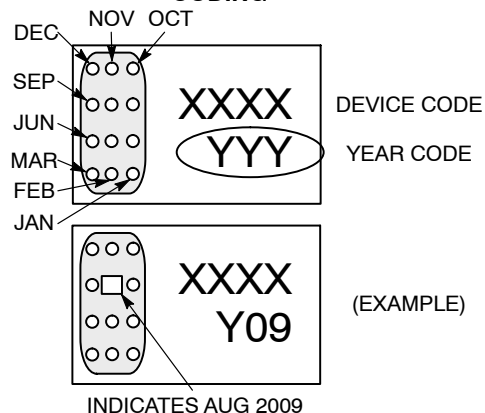 NOV OCT
DEC
SEP
JUN
MAR
FEB
JAN
XXXX DEVICE CODE
YYY YEAR CODE
XXXX
Y09
(EXAMPLE)
INDICATES AUG 2009